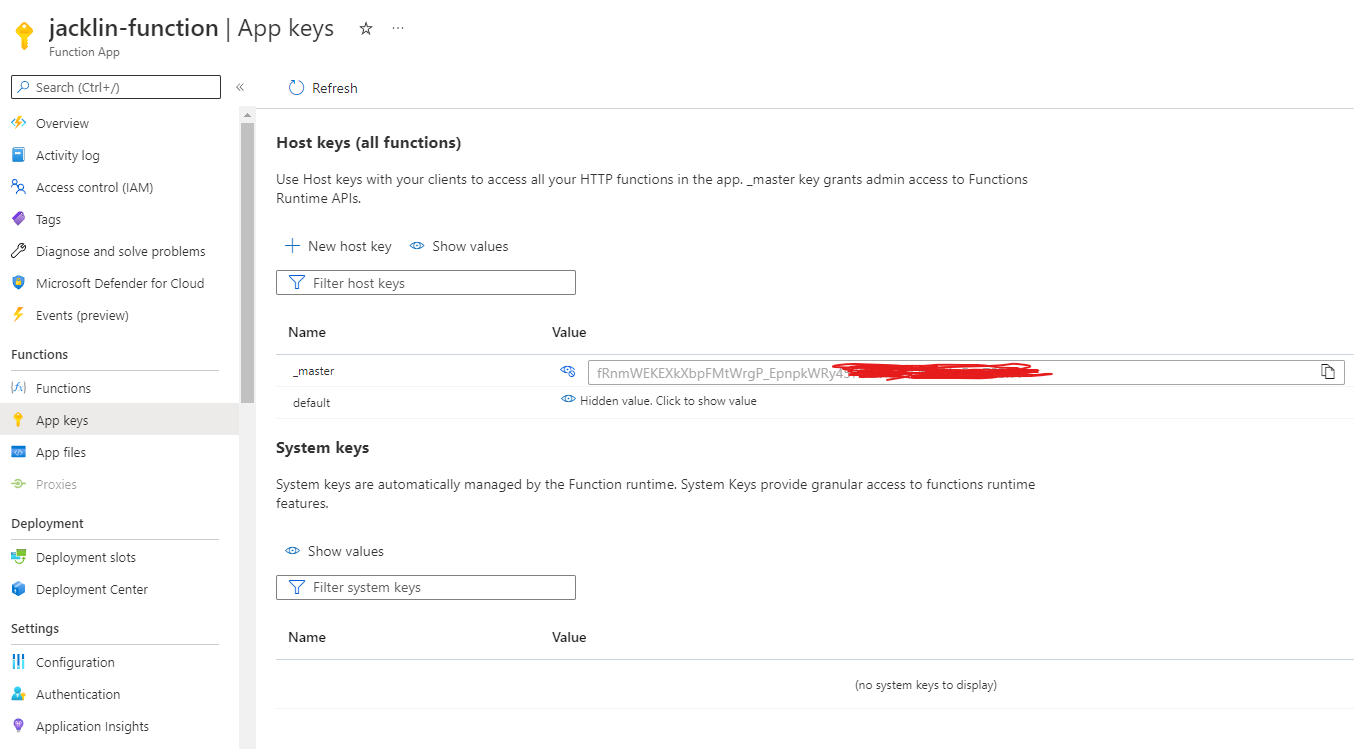 jacklin-function | App keys
Function App
Search (Ctrl+/)
«
Refresh
Overview
Activity log
Access control (IAM)
Tags
Diagnose and solve problems
Microsoft Defender for Cloud
Events (preview)
Functions
Functions
App keys
App files
Proxies
Deployment
Deployment slots
Deployment Center
Settings
Configuration
Authentication
Application Insights
Host keys (all functions)
Use Host keys with your clients to access all your HTTP functions in the app. _master key grants admin access to Functions
Runtime APIs.
New host key Show values
Filter host keys
Name Value
_master fRnmWEKEXkXbpFMtWrgP_EpnpkWRy4
default Hidden value. Click to show value
System keys
System keys are automatically managed by the Function runtime. System Keys provide granular access to functions runtime
features.
Show values
Filter system keys
Name Value
(no system keys to display)